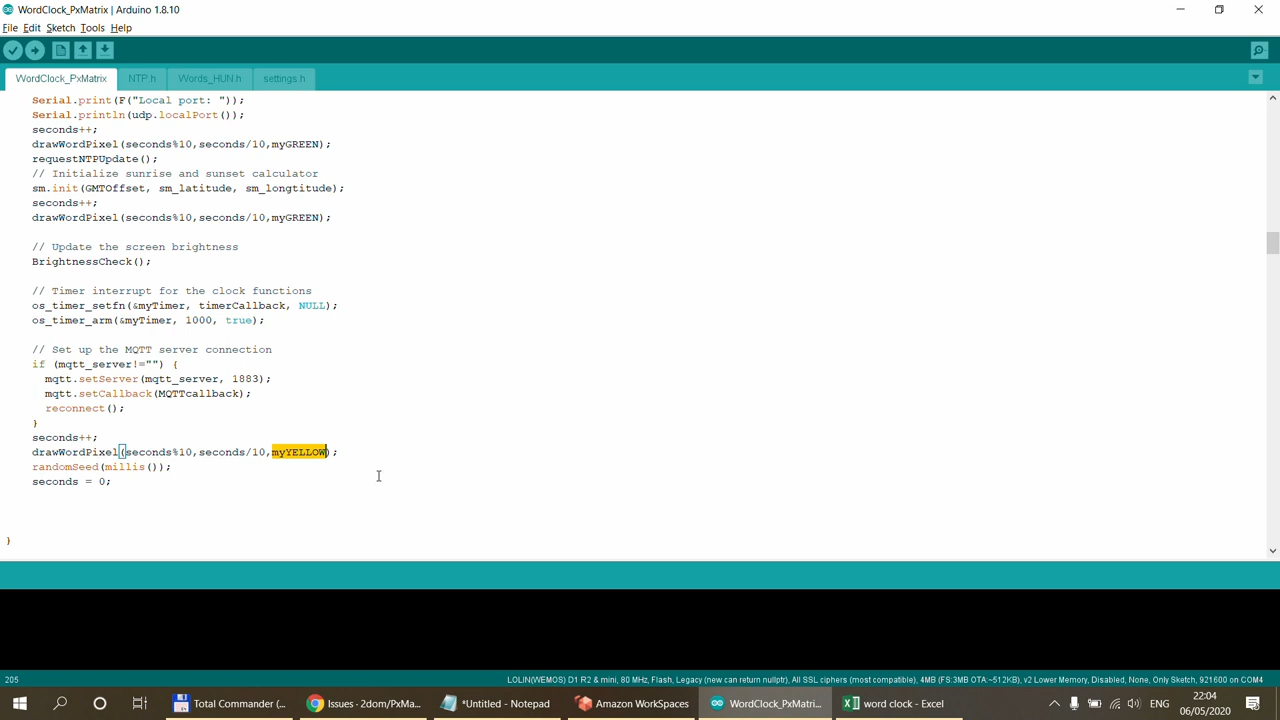 WordClock_PxMatrix | Arduino 1.8.10
File Edit Sketch Tools Help
WordClock_PxMatrix NTP.h Words_HUN.h settings.h
Serial.print(F("Local port: "));
Serial.println(udp.localPort());
seconds++;
drawWordPixel(seconds%10,seconds/10,myGREEN);
requestNTPUpdate();
// Initialize sunrise and sunset calculator
sm.init(GMTOffset, sm_latitude, sm_longtitude);
seconds++;
drawWordPixel(seconds%10,seconds/10,myGREEN);
// Update the screen brightness
BrightnessCheck();
// Timer interrupt for the clock functions
os_timer_setfn(&myTimer, timerCallback, NULL);
os_timer_arm(&myTimer, 1000, true);
// Set up the MQTT server connection
if (mqtt_server!="") {
mqtt.setServer(mqtt_server, 1883);
mqtt.setCallback(MQTTcallback);
reconnect();
}
seconds++;
drawWordPixel(seconds%10,seconds/10,myYELLOW);
randomSeed(millis());
seconds = 0;
}
205 LOLIN(WEMOS) D1 R2 & mini, 80 MHz, Flash, Legacy (new can return nullptr), All SSL ciphers (most compatible), 4MB (FS:3MB OTA:~512KB), v2 Lower Memory, Disabled, None, Only Sketch, 921600 on COM4
Total Commander (... Issues · 2dom/PxMa... *Untitled - Notepad Amazon WorkSpaces WordClock_PxMatri... word clock - Excel ENG 22:04
06/05/2020